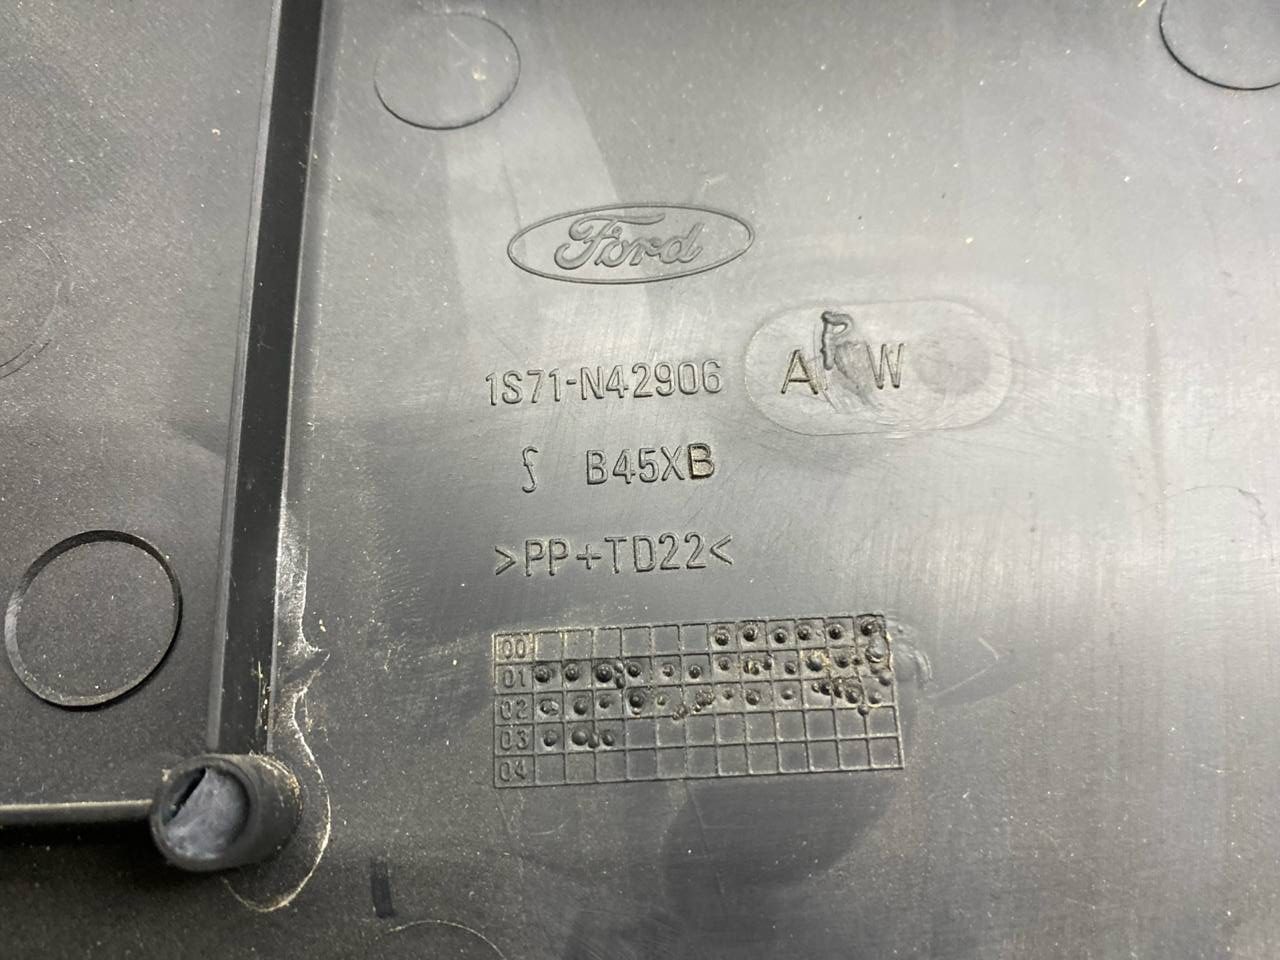 Ford
1S71-N42906 APW
B45XB
>PP+TD22<
00
01
02
03
04